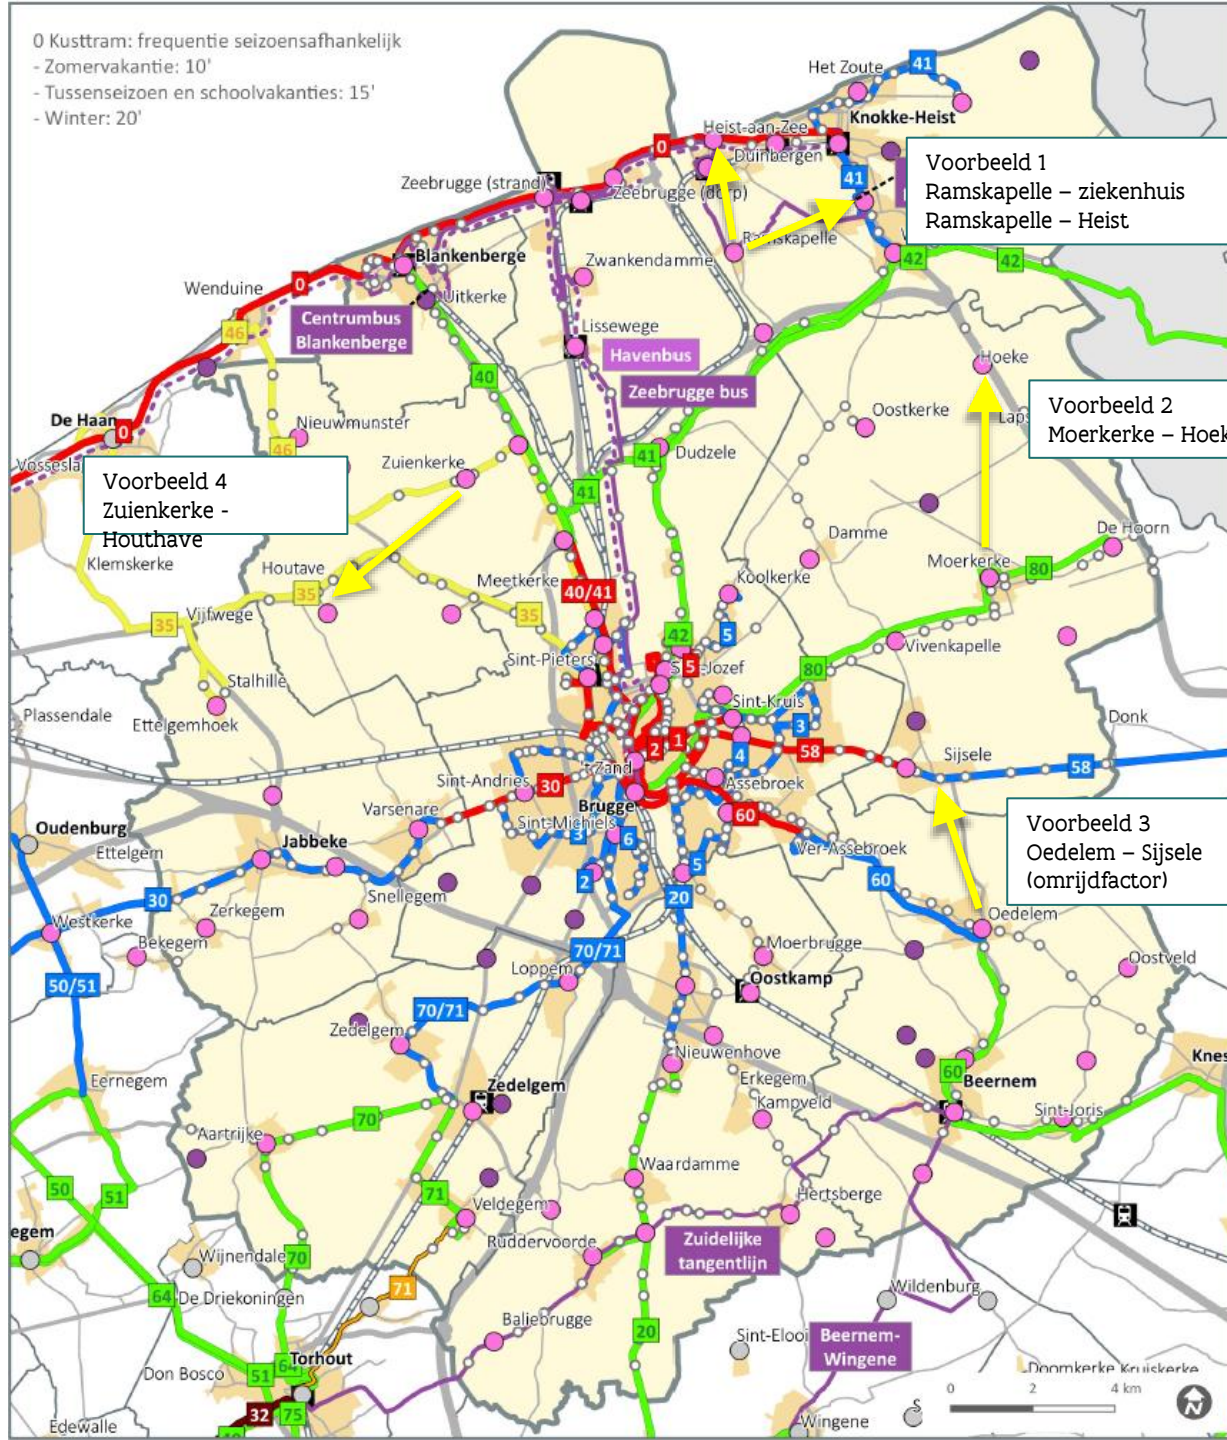 0 Kusttram: frequentie seizoensafhankelijk
- Zomervakantie: 10'
- Tussenseizoen en schoolvakanties: 15'
- Winter: 20'
Het Zoute
41
Knokke-Heist
Heist-aan-Zee
0
Duinbergen
41
Voorbeeld 1
Ramskapelle – ziekenhuis
Ramskapelle – Heist
Zeebrugge (strand)
Zeebrugge (dorp)
Ramskapelle
42
42
Blankenberge
Zwankendamme
Wenduine
0
Uitkerke
Centrumbus
Blankenberge
46
Lissewege
Havenbus
Zeebrugge bus
Hoeke
40
De Haan
0
Nieuwmunster
46
Oostkerke
Voorbeeld 2
Moerkerke – Hoek
Zuienkerke
41
Dudzele
Voorbeeld 4
Zuienkerke -
Houthave
41
Damme
De Hoorn
Klemskerke
Houtave
Meetkerke
Koolkerke
Moerkerke
80
35
40/41
35
35
Vijfwege
42
5
Vivenkapelle
Sint-Pieters
5
80
Stalhille
Sint-Kruis
Ettelgemhoek
Plassendale
3
Donk
2
1
4
58
Sijsele
58
't Zand
Sint-Andries
30
Assebroek
Brugge
Varsenare
Sint-Michiels
60
Oudenburg
Ettelgem
Jabbeke
3
6
Ver-Assebroek
Voorbeeld 3
Oedelem – Sijsele
(omrijdfactor)
2
5
60
30
Snellegem
20
Zerkegem
Oedelem
Westkerke
Bekegem
70/71
Moerbrugge
Oostveld
Loppem
Oostkamp
50/51
70/71
Zedelgem
Nieuwenhove
Eernegem
Zedelgem
Erkegem
60
Beernem
Kampveld
Sint-Joris
Aartrijke
70
Waardamme
50
51
71
Veldegem
Hertsberge
egem
Ruddervoorde
Zuidelijke
tangentlijn
Wijnendale
70
64
De Driekoningen
71
Wildenburg
Baliebrugge
20
Sint-Elooi
Beernem-
Wingene
Torhout
64
Don Bosco
51
Doomkerke
Kruiskerke
32
75
0 2 4 km
Edewalle
Wingene